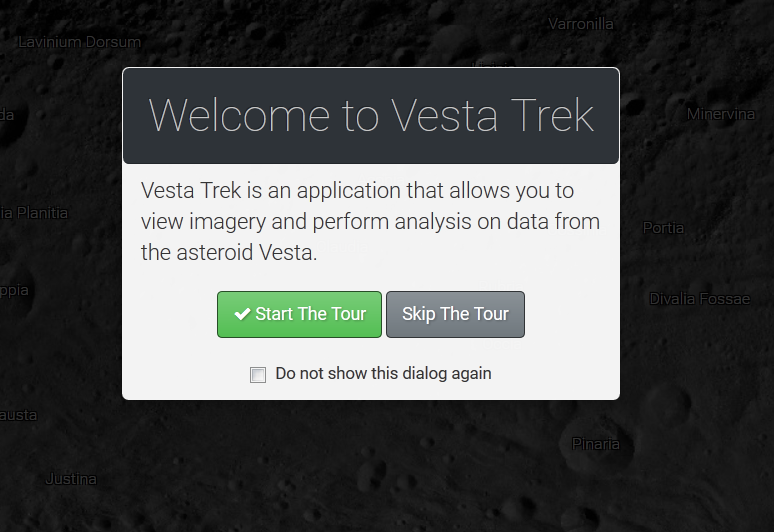 Varronilla
Lavinium Dorsum
Welcome to Vesta Trek
Minervina
Vesta Trek is an application that allows you to
view imagery and perform analysis on data from
the asteroid Vesta.
ia Planitia
Portia
ppia
Divalia Fossae
Start The Tour
Skip The Tour
Do not show this dialog again
austa
Pinaria
Justina